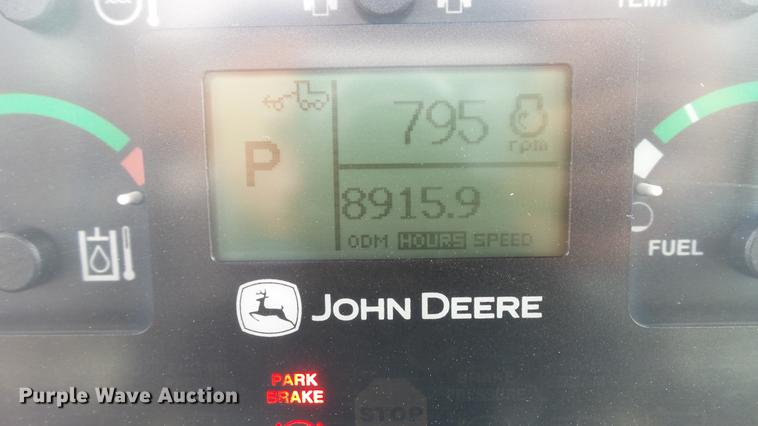 795
rpm
P
8915.9
ODM HOURS SPEED
FUEL
JOHN DEERE
PARK
BRAKE
STOP
Purple Wave Auction